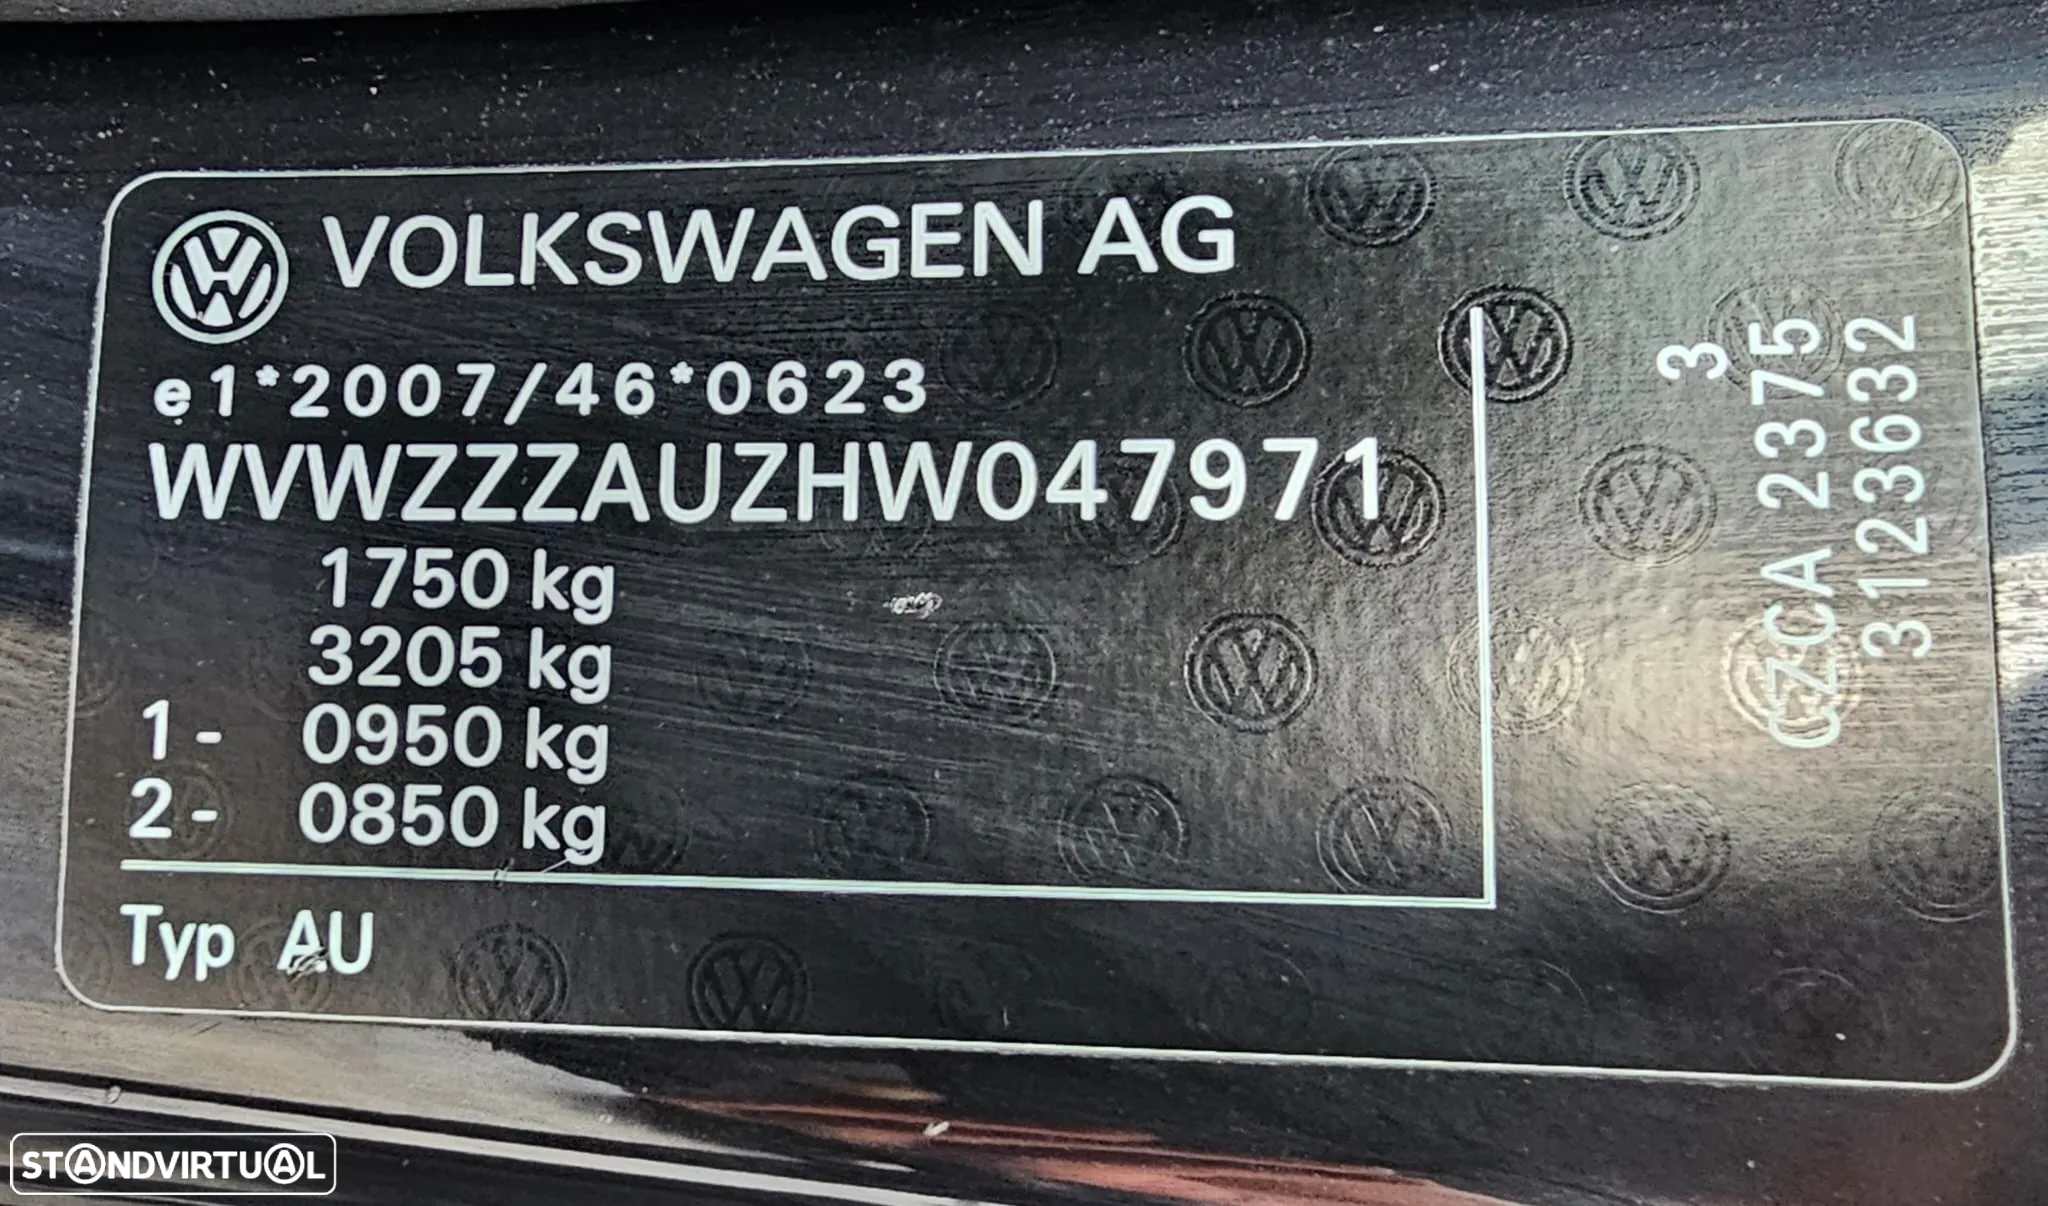 VOLKSWAGEN AG
e1*2007/46*0623
WVWZZZAUZHW047971
1750 kg
3205 kg
1- 0950 kg
2- 0850 kg
Typ AU
3
CZCA 2375
3123632
STANDVIRTUAL